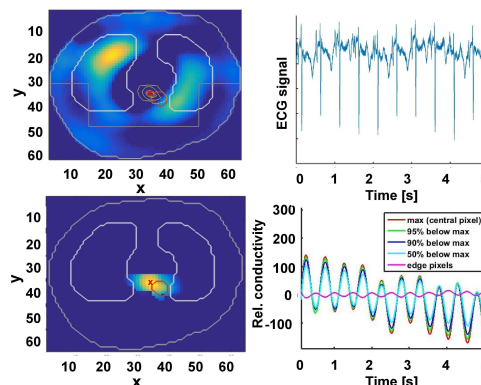 10
20
30
40
50
60
y
10 20 30 40 50 60
x
ECG signal
0 1 2 3 4
Time [s]
10
20
30
40
50
60
y
x
10 20 30 40 50 60
x
300
200
100
0
-100
Rel. conductivity
max (central pixel)
95% below max
90% below max
50% below max
edge pixels
0 1 2 3 4
Time [s]